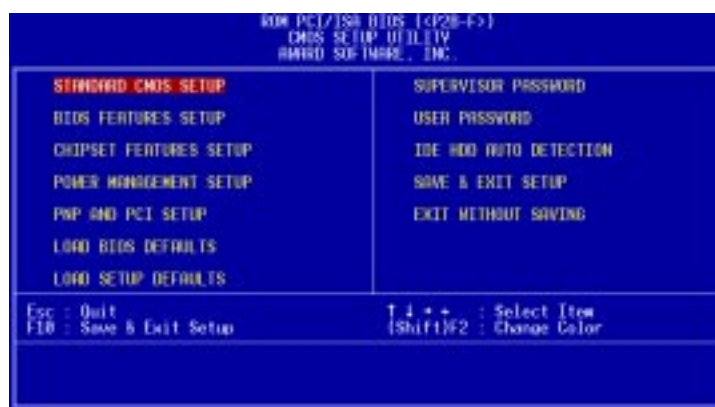 ROM PCI/ISA BIOS (<P2B-F>)
CMOS SETUP UTILITY
AWARD SOFTWARE, INC.
STANDARD CMOS SETUP
BIOS FEATURES SETUP
CHIPSET FEATURES SETUP
POWER MANAGEMENT SETUP
PNP AND PCI SETUP
LOAD BIOS DEFAULTS
LOAD SETUP DEFAULTS
SUPERVISOR PASSWORD
USER PASSWORD
IDE HDD AUTO DETECTION
SAVE & EXIT SETUP
EXIT WITHOUT SAVING
Esc : Quit
F10 : Save & Exit Setup
↑ ↓ → ← : Select Item
(Shift)F2 : Change Color